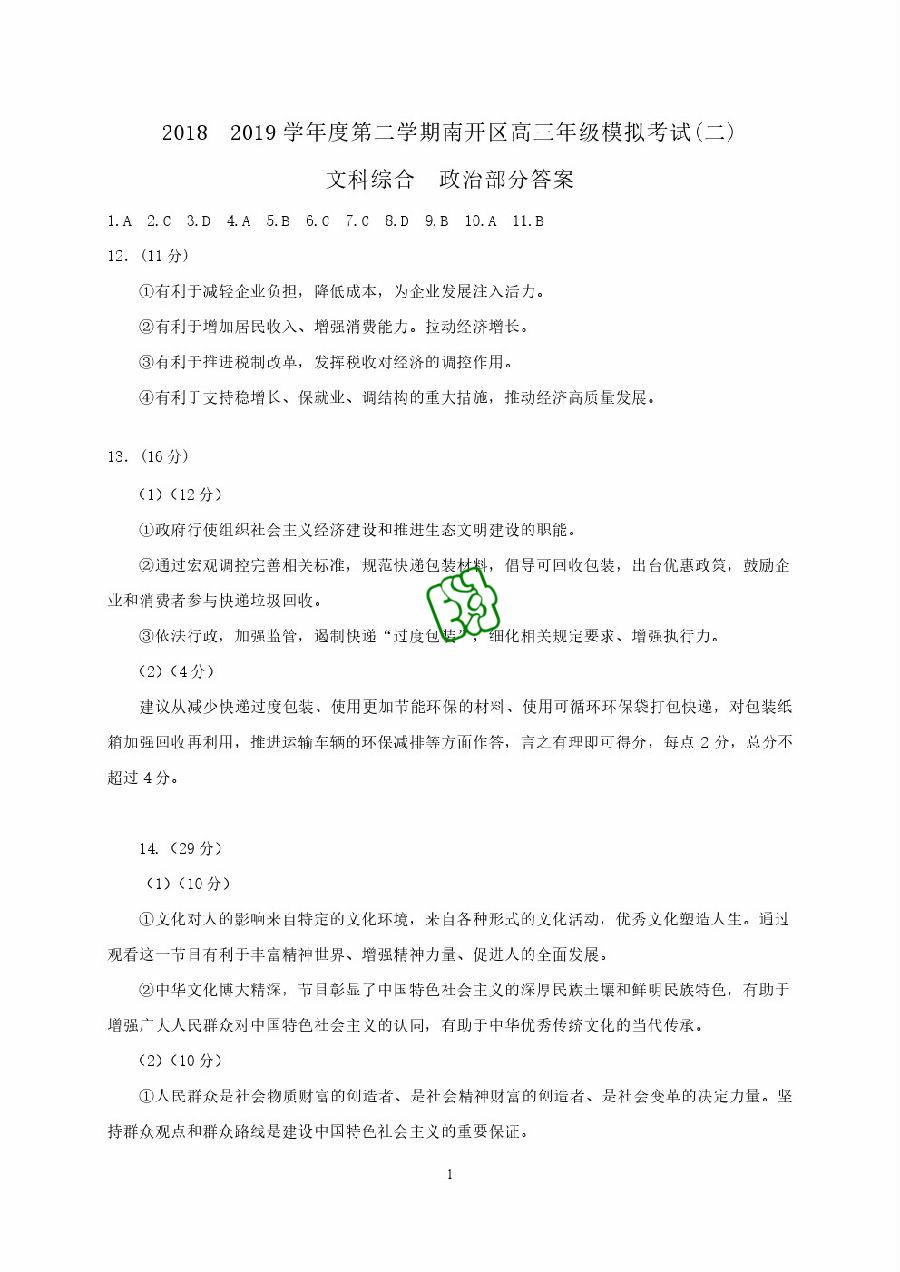 2018 2019学年度第二学期南开区高三年级模拟考试(二)
文科综合 政治部分答案
1.A 2.C 3.D 4.A 5.B 6.C 7.C 8.D 9.B 10.A 11.B
12. (11分)
①有利于减轻企业负担，降低成本，为企业发展注入活力。
②有利于增加居民收入、增强消费能力。拉动经济增长。
③有利于推进税制改革，发挥税收对经济的调控作用。
④有利于支持稳增长、保就业、调结构的重大措施，推动经济高质量发展。
13. (16分)
(1)(12分)
①政府行使组织社会主义经济建设和推进生态文明建设的职能。
②通过宏观调控完善相关标准，规范快递包装材料，倡导可回收包装，出台优惠政策，鼓励企
业和消费者参与快递垃圾回收。
③依法行政，加强监管，遏制快递“过度包装”，细化相关规定要求、增强执行力。
(2)(4分)
建议从减少快递过度包装、使用更加节能环保的材料、使用可循环环保袋打包快递，对包装纸
箱加强回收再利用，推进运输车辆的环保减排等方面作答，言之有理即可得分，每点2分，总分不
超过4分。
14.（29分）
(1)(10分)
①文化对人的影响来自特定的文化环境，来自各种形式的文化活动，优秀文化塑造人生。通过
观看这一节目有利于丰富精神世界、增强精神力量、促进人的全面发展。
②中华文化博大精深，节目彰显了中国特色社会主义的深厚民族土壤和鲜明民族特色，有助于
增强广大人民群众对中国特色社会主义的认同，有助于中华优秀传统文化的当代传承。
(2)(10分)
①人民群众是社会物质财富的创造者、是社会精神财富的创造者、是社会变革的决定力量。坚
持群众观点和群众路线是建设中国特色社会主义的重要保证。
1